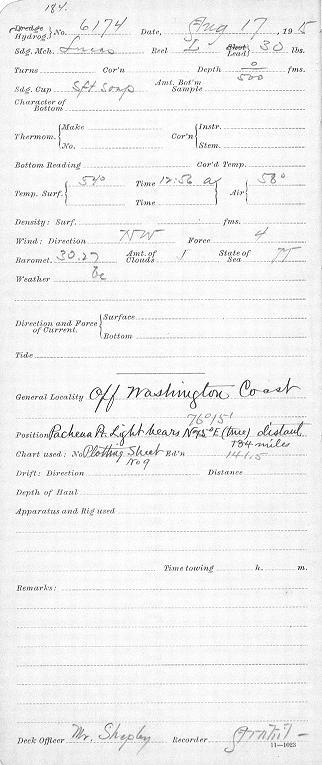 184.
Dredge
Hydrog. No. 6174 Date, Aug 17, 1915
Sdg. Mch. Lucas Reel L Shot
Lead 30 lbs.
Turns Cor'n Depth 0/500 fms.
Sdg. Cup Sft Soap Amt. Bot'm Sample
Character of Bottom
Thermom. Make No. Cor'n Instr. Stem.
Bottom Reading Cor'd Temp.
Temp. Surf. 54° Time 12:56 a Air 58°
Time
Density: Surf. fms.
Wind: Direction NW Force 4
Baromet. 30.27 Amt. of Clouds 1 State of Sea M
Weather bc
Direction and Force of Current. Surface
Bottom
Tide
General Locality Off Washington Coast
76°15'
Position Pachena Pt. Light bears N 75° E (true) distant
134 miles
Chart used: No. Plotting Sheet Ed'n 141.5
No 9
Drift: Direction Distance
Depth of Haul
Apparatus and Rig used
Time towing h. m.
Remarks:
Deck Officer Mr. Shepley Recorder
11—1023